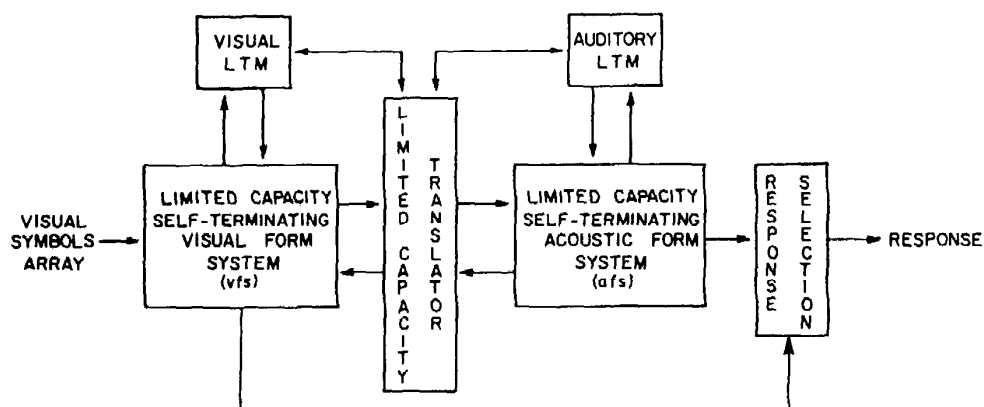 VISUAL
LTM
AUDITORY
LTM
VISUAL
SYMBOLS
ARRAY
LIMITED CAPACITY
SELF-TERMINATING
VISUAL FORM
SYSTEM
(vfs)
LIMITED CAPACITY
TRANSLATOR
LIMITED CAPACITY
SELF-TERMINATING
ACOUSTIC FORM
SYSTEM
(afs)
RESPONSE
SELECTION
RESPONSE